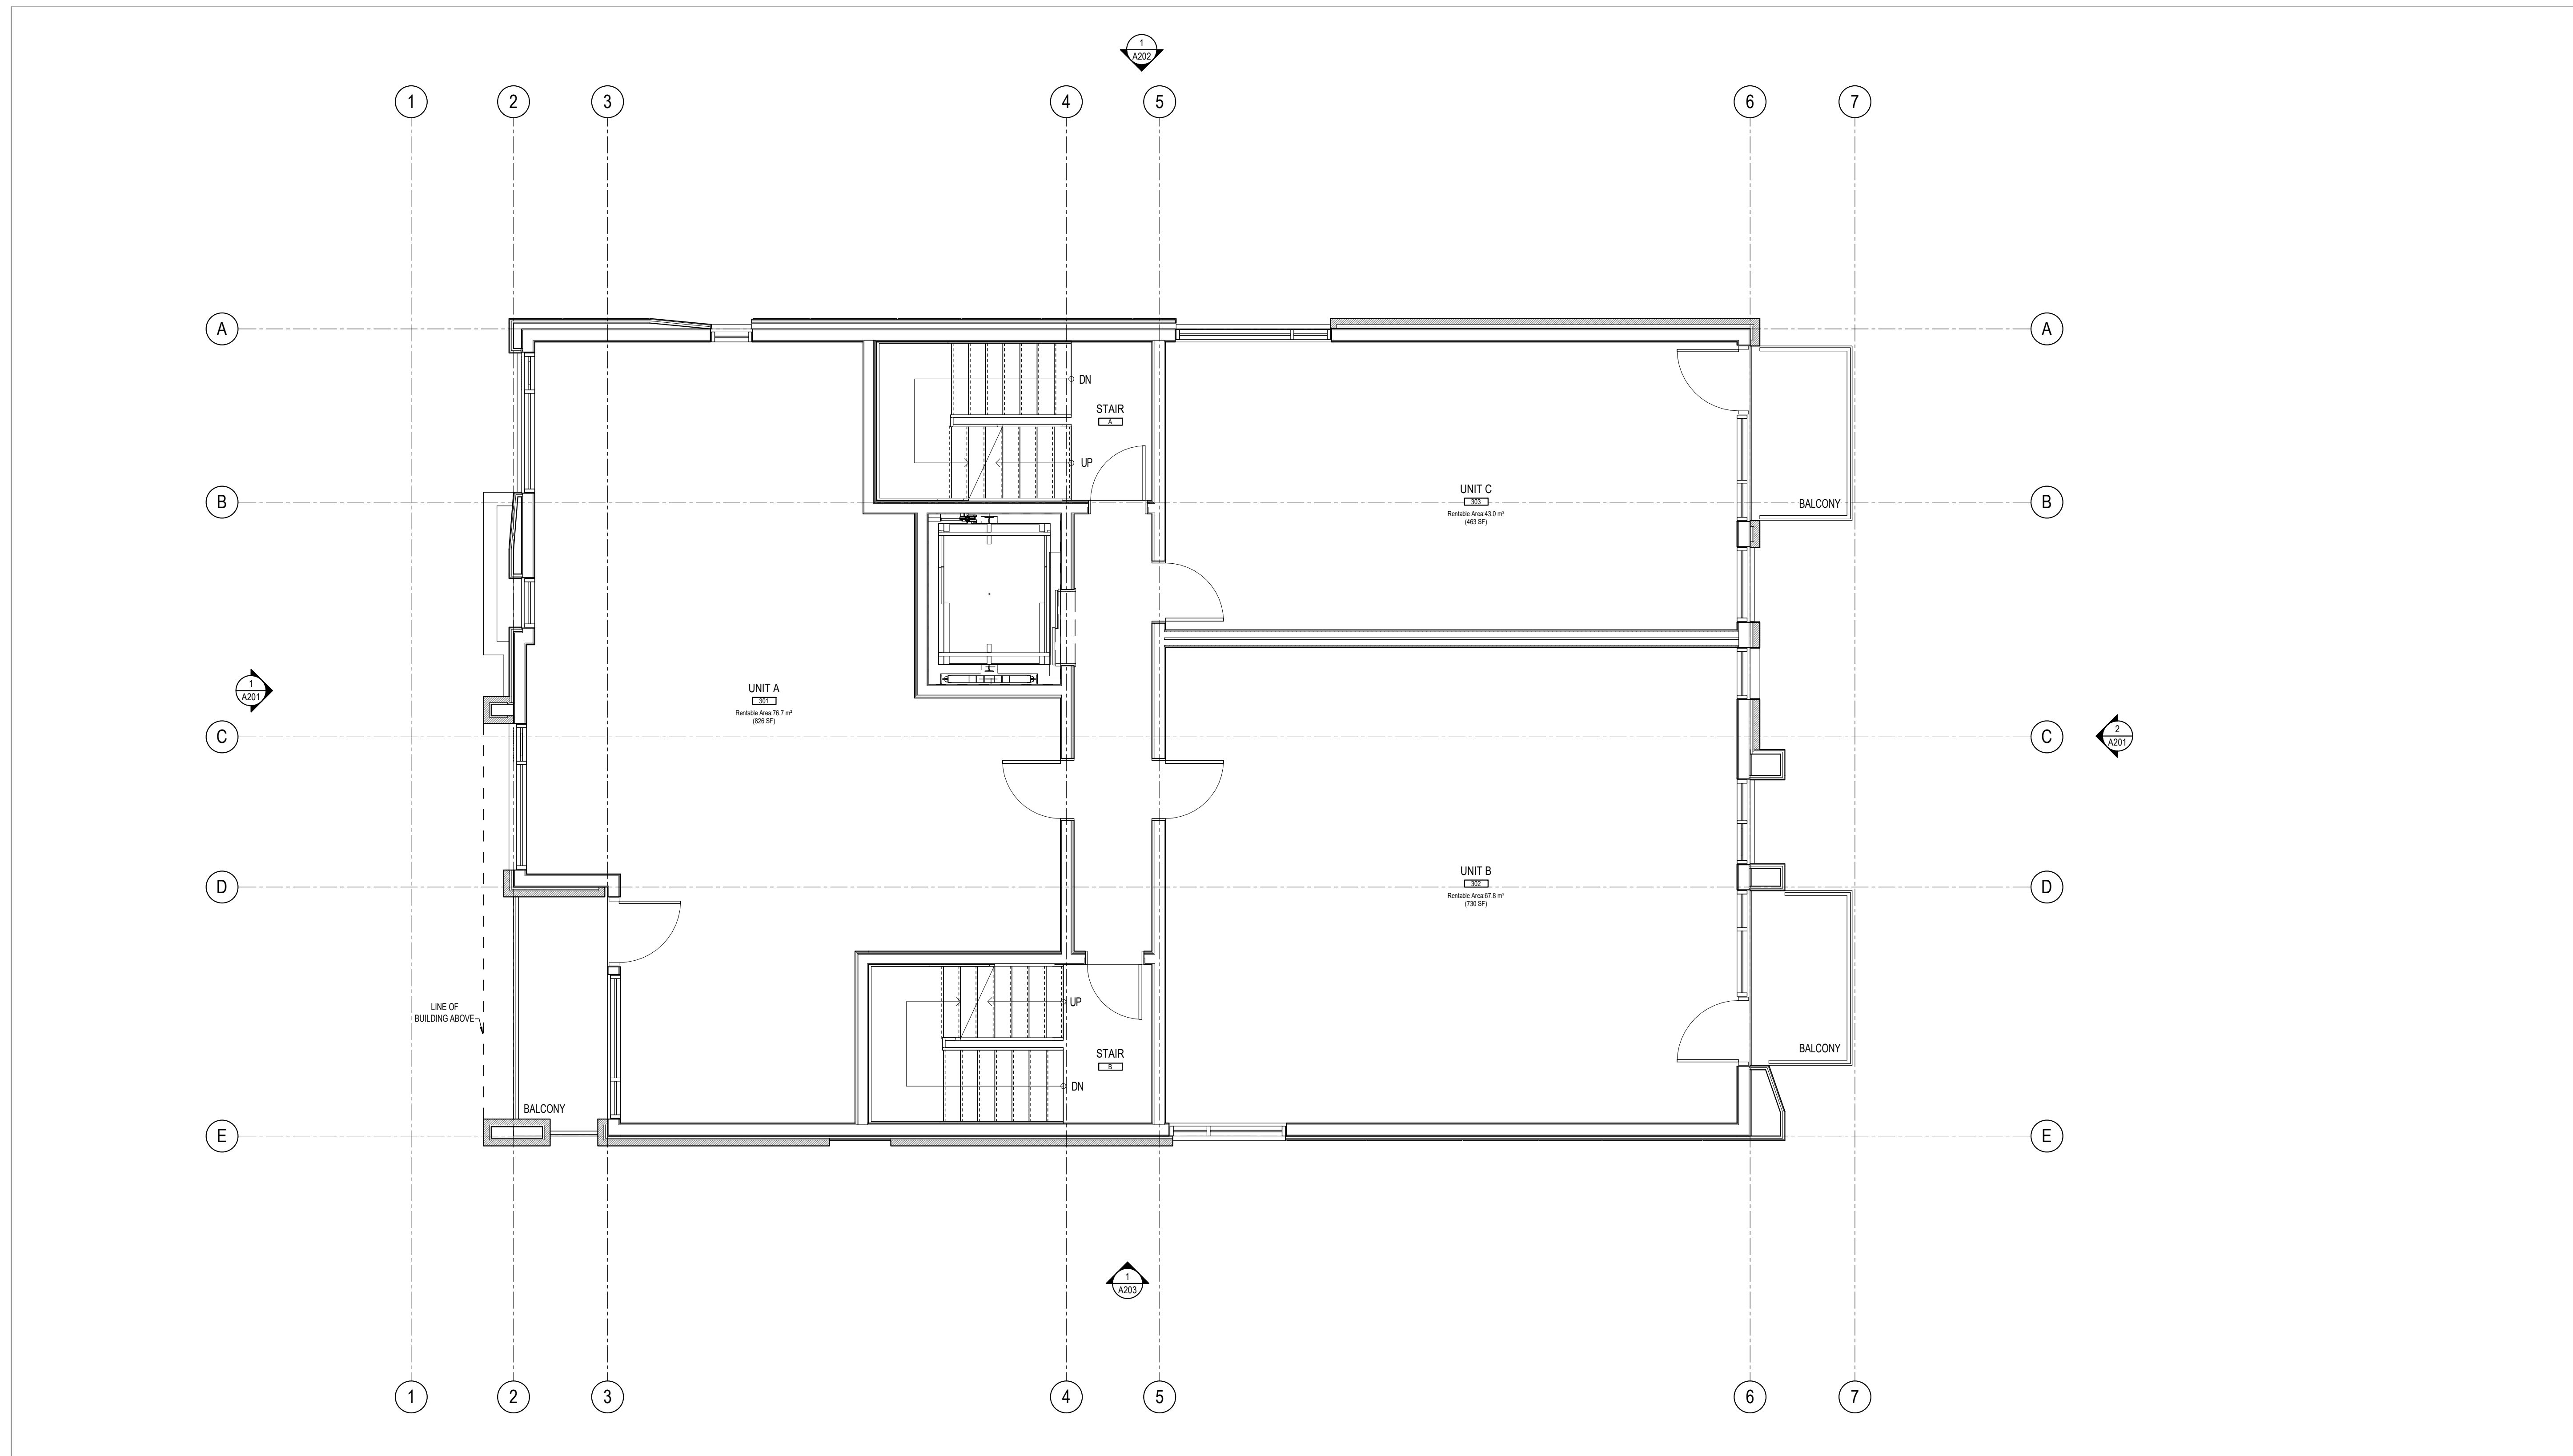 1
A202
1
2
3
4
5
6
7
A
A
DN
STAIR
A
UP
B
B
UNIT C
303
Rentable Area:43.0 m²
(463 SF)
BALCONY
1
A201
UNIT A
301
Rentable Area:76.7 m²
(826 SF)
C
C
2
A201
D
D
UNIT B
302
Rentable Area:67.8 m²
(730 SF)
LINE OF
BUILDING ABOVE
UP
STAIR
B
DN
BALCONY
BALCONY
E
E
1
A203
1
2
3
4
5
6
7